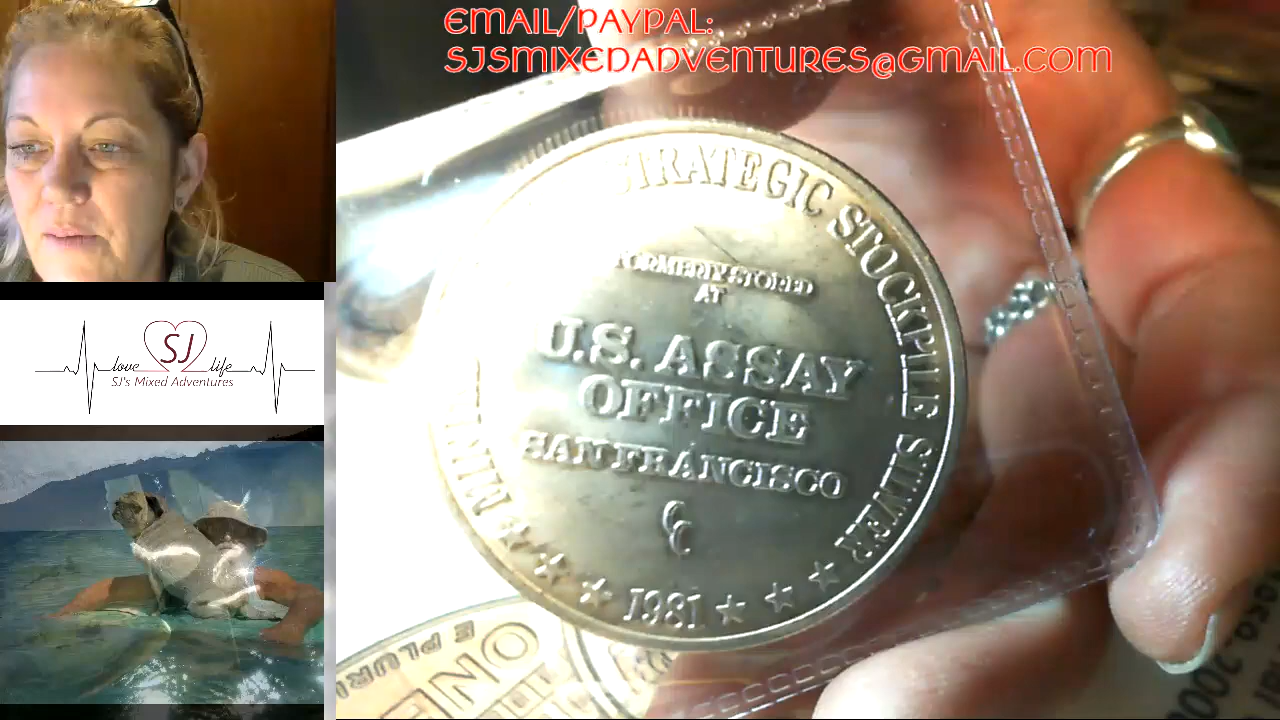 EMAIL/PAYPAL:
SJSMIXEDADVENTURES@GMAIL.COM
STRATEGIC STOCKPILE SILVER
FORMERLY STORED
AT
U.S. ASSAY
OFFICE
SAN FRANCISCO
1981
SJ
love life
SJ's Mixed Adventures
E PLURI
ONE